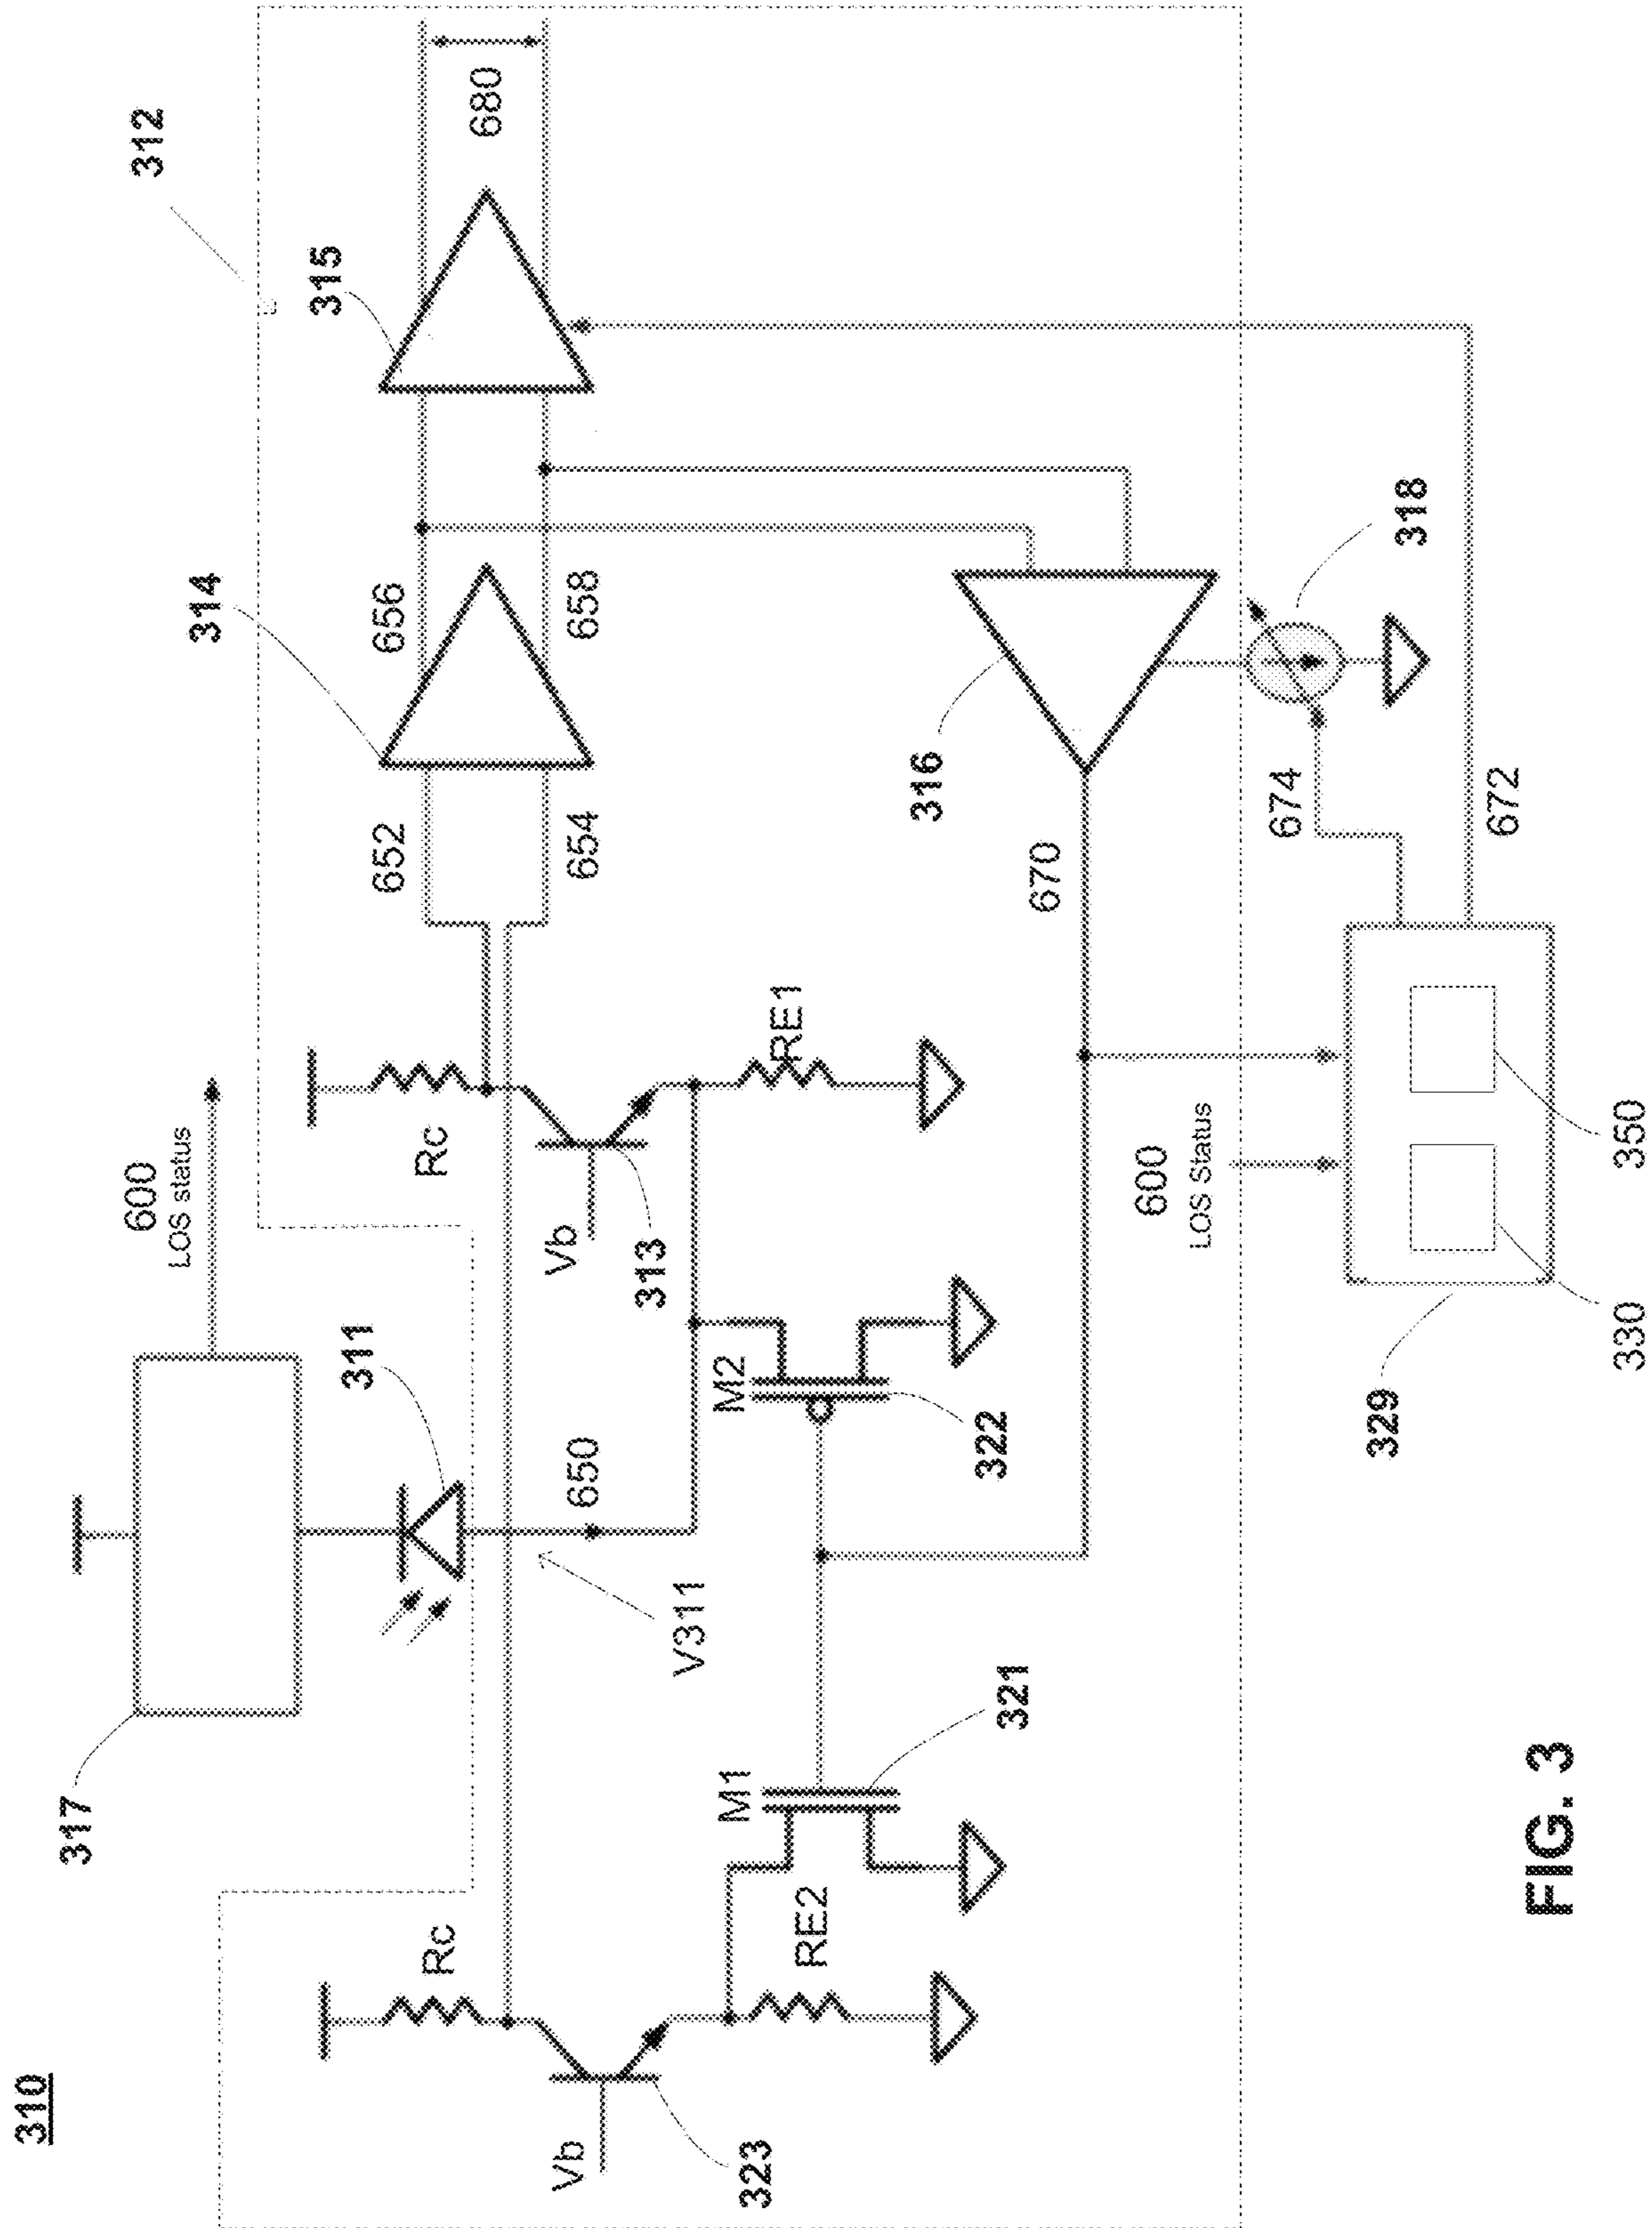 310
317
600
LOS status
312
311
314
315
Rc
Rc
652
654
656
658
680
Vb
323
Vb
313
V311
650
RE1
RE2
M1
321
M2
322
316
670
318
674
672
600
LOS Status
329
330
350
FIG. 3